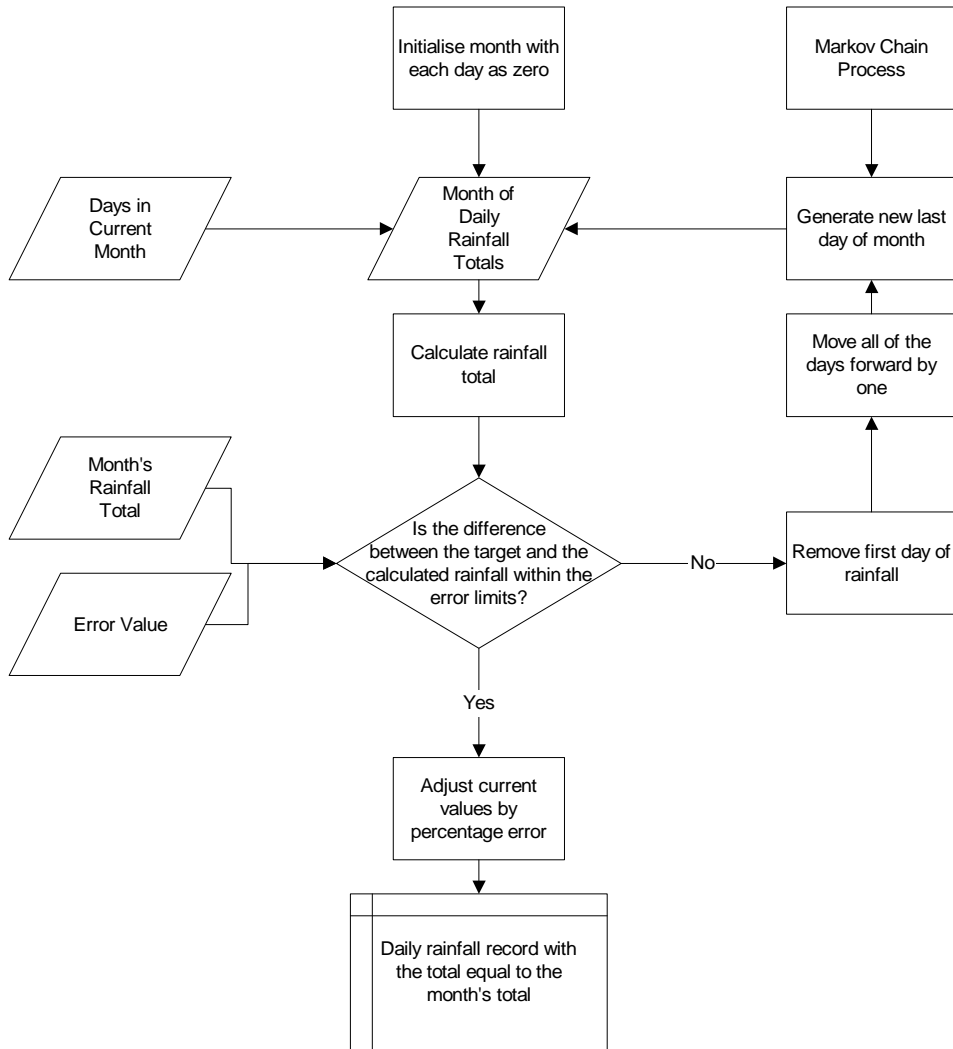 Initialise month with
each day as zero
Markov Chain
Process
Days in
Current
Month
Month of
Daily
Rainfall
Totals
Generate new last
day of month
Calculate rainfall
total
Move all of the
days forward by
one
Month's
Rainfall
Total
Is the difference
between the target and the
calculated rainfall within the
error limits?
No
Remove first day of
rainfall
Error Value
Yes
Adjust current
values by
percentage error
Daily rainfall record with
the total equal to the
month's total